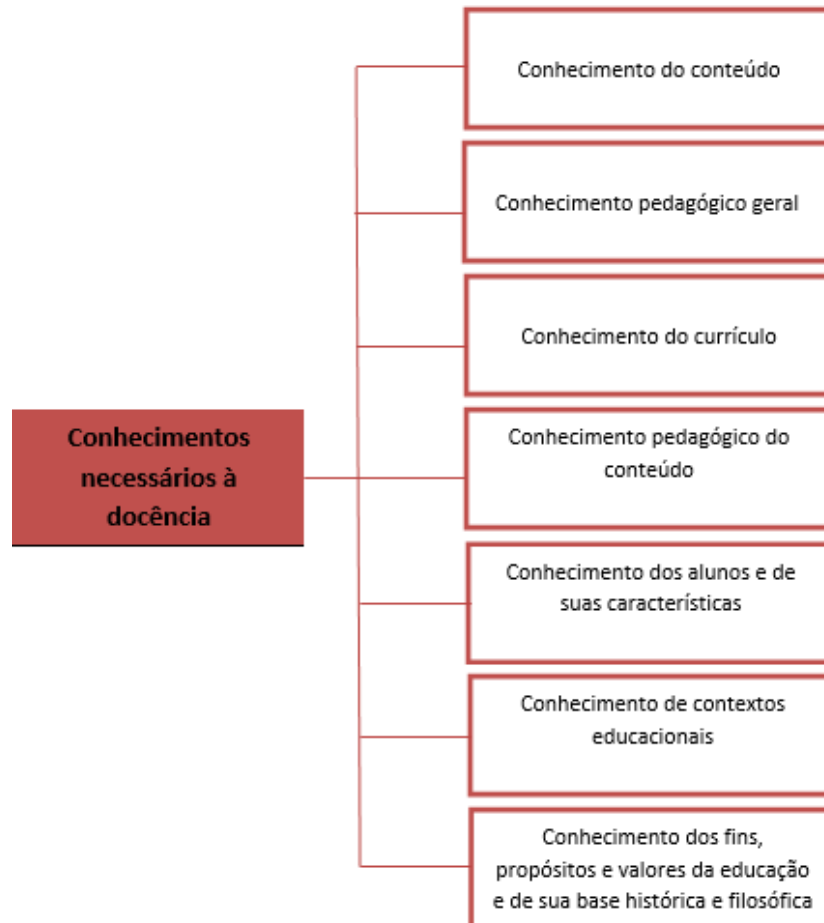 Conhecimento do conteúdo
Conhecimento pedagógico geral
Conhecimento do currículo
Conhecimentos
necessários à
docência
Conhecimento pedagógico do
conteúdo
Conhecimento dos alunos e de
suas características
Conhecimento de contextos
educacionais
Conhecimento dos fins,
propósitos e valores da educação
e de sua base histórica e filosófica